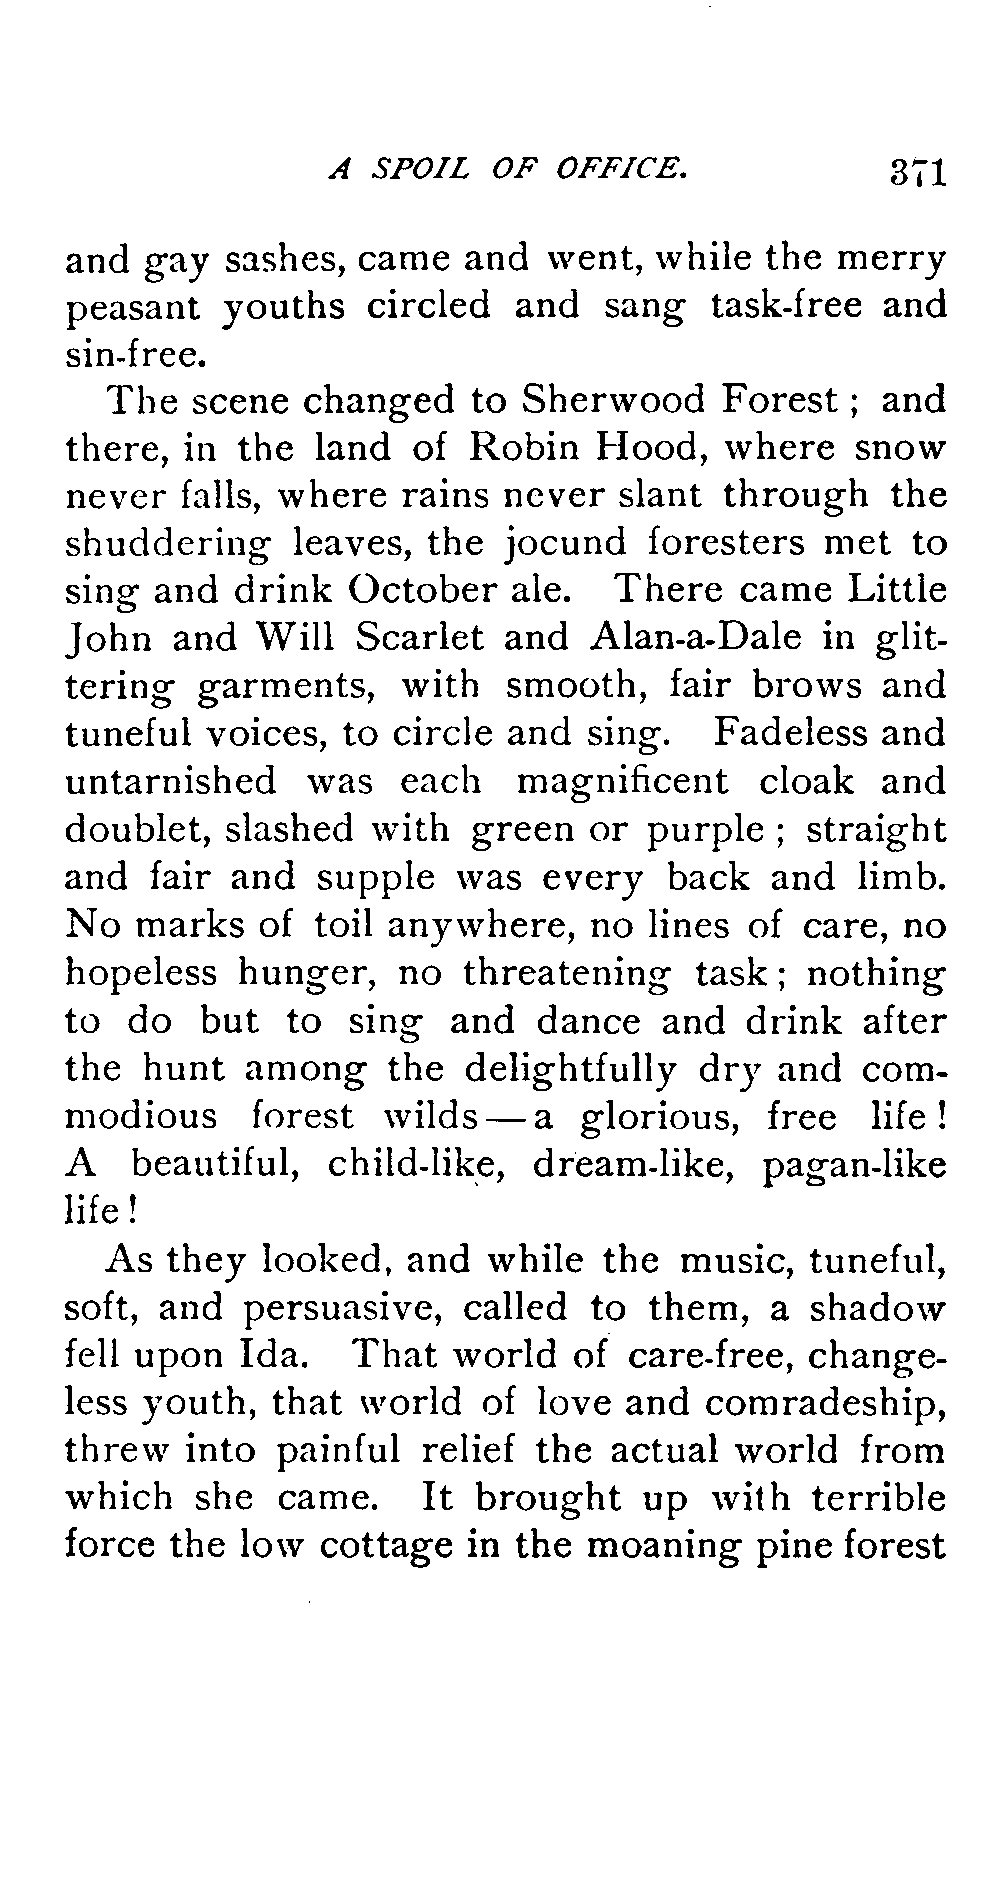 A SPOIL OF OFFICE. 371
and gay sashes, came and went, while the merry
peasant youths circled and sang task-free and
sin-free.
The scene changed to Sherwood Forest; and
there, in the land of Robin Hood, where snow
never falls, where rains never slant through the
shuddering leaves, the jocund foresters met to
sing and drink October ale. There came Little
John and Will Scarlet and Alan-a-Dale in glit-
tering garments, with smooth, fair brows and
tuneful voices, to circle and sing. Fadeless and
untarnished was each magnificent cloak and
doublet, slashed with green or purple; straight
and fair and supple was every back and limb.
No marks of toil anywhere, no lines of care, no
hopeless hunger, no threatening task; nothing
to do but to sing and dance and drink after
the hunt among the delightfully dry and com-
modious forest wilds—a glorious, free life!
A beautiful, child-like, dream-like, pagan-like
life!
As they looked, and while the music, tuneful,
soft, and persuasive, called to them, a shadow
fell upon Ida. That world of care-free, change-
less youth, that world of love and comradeship,
threw into painful relief the actual world from
which she came. It brought up with terrible
force the low cottage in the moaning pine forest